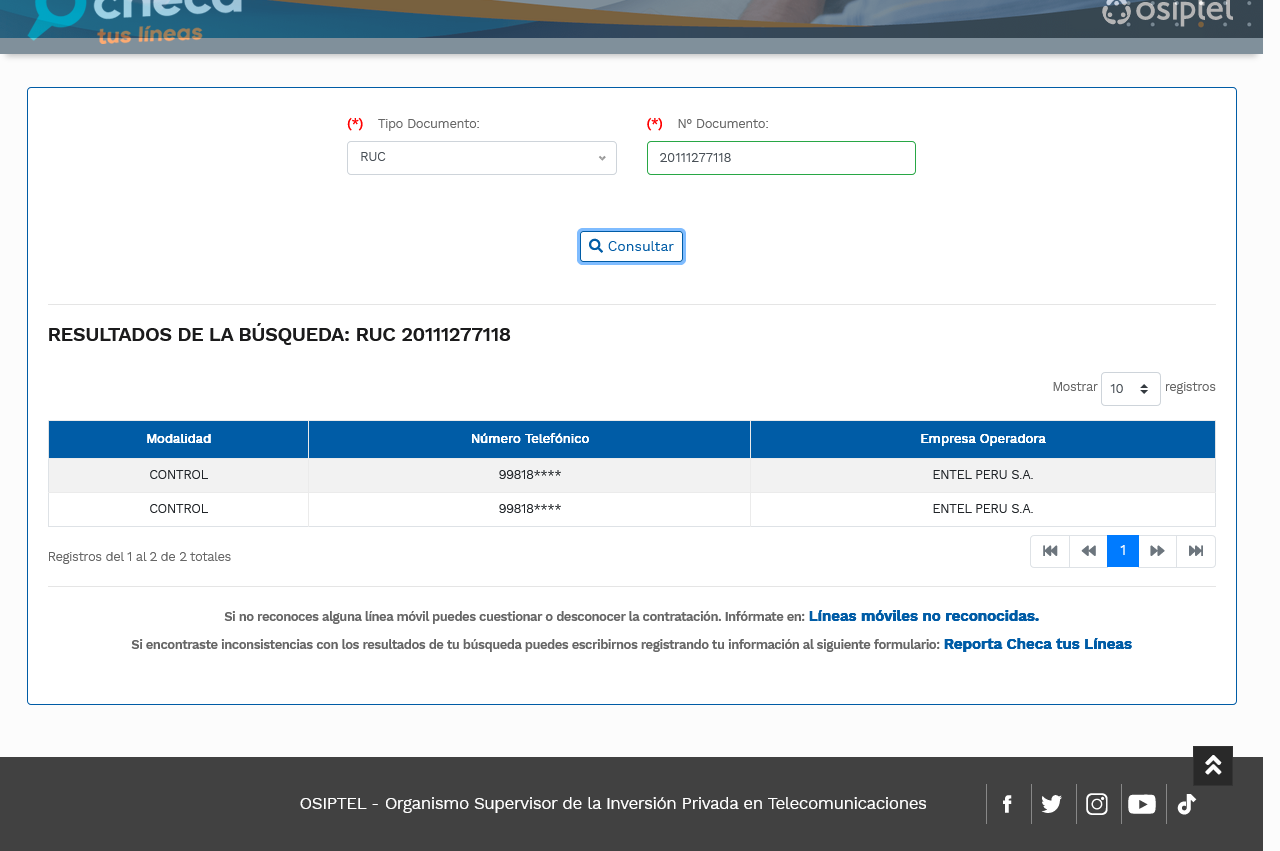 checa
tus líneas
osiptel
(*) Tipo Documento:
(*) Nº Documento:
RUC
20111277118
Consultar
RESULTADOS DE LA BÚSQUEDA: RUC 20111277118
Mostrar 10 registros
Modalidad Número Telefónico Empresa Operadora
CONTROL 99818**** ENTEL PERU S.A.
CONTROL 99818**** ENTEL PERU S.A.
Registros del 1 al 2 de 2 totales
1
Si no reconoces alguna línea móvil puedes cuestionar o desconocer la contratación. Infórmate en: Líneas móviles no reconocidas.
Si encontraste inconsistencias con los resultados de tu búsqueda puedes escribirnos registrando tu información al siguiente formulario: Reporta Checa tus Líneas
OSIPTEL - Organismo Supervisor de la Inversión Privada en Telecomunicaciones